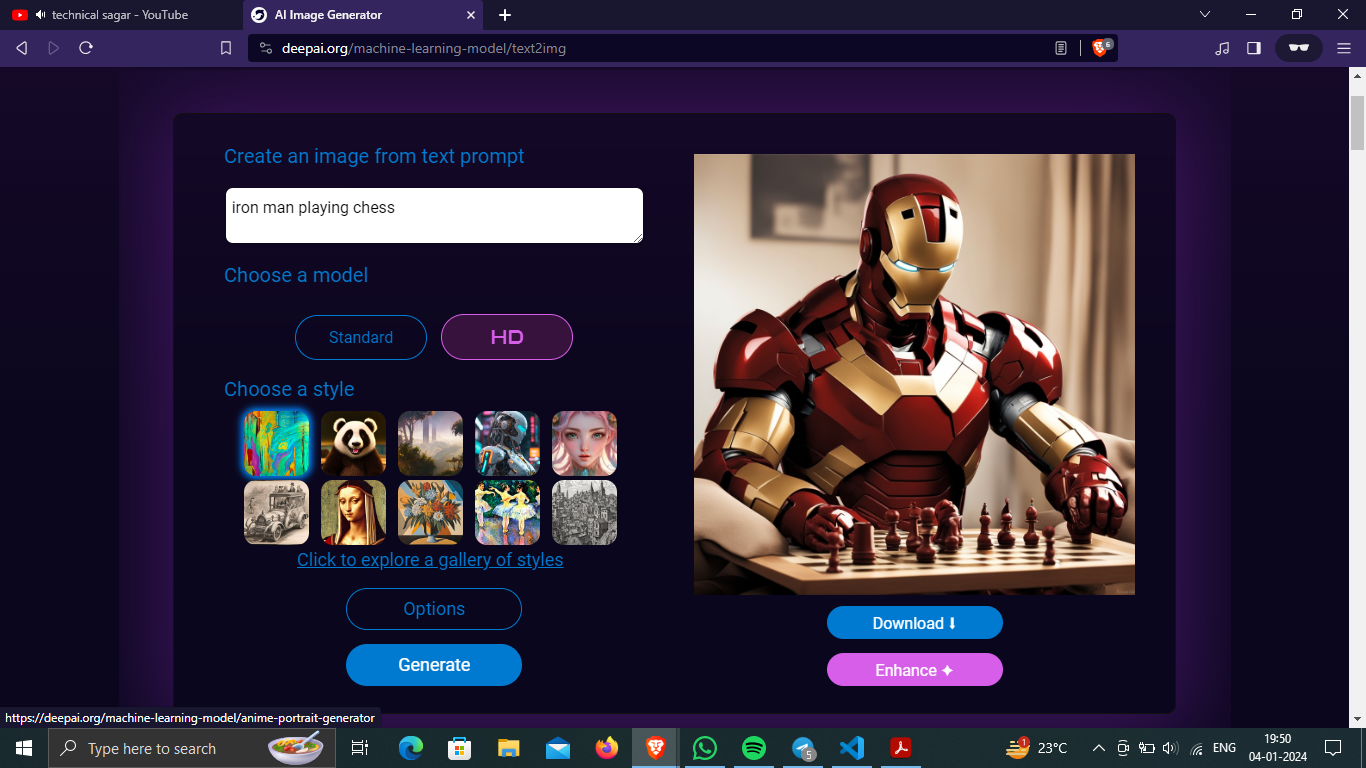 technical sagar - YouTube
AI Image Generator
deepai.org/machine-learning-model/text2img
6
Create an image from text prompt
iron man playing chess
Choose a model
Standard
HD
Choose a style
Click to explore a gallery of styles
Options
Generate
Download
Enhance
https://deepai.org/machine-learning-model/anime-portrait-generator
Type here to search
5
1
23°C
ENG
19:50
04-01-2024